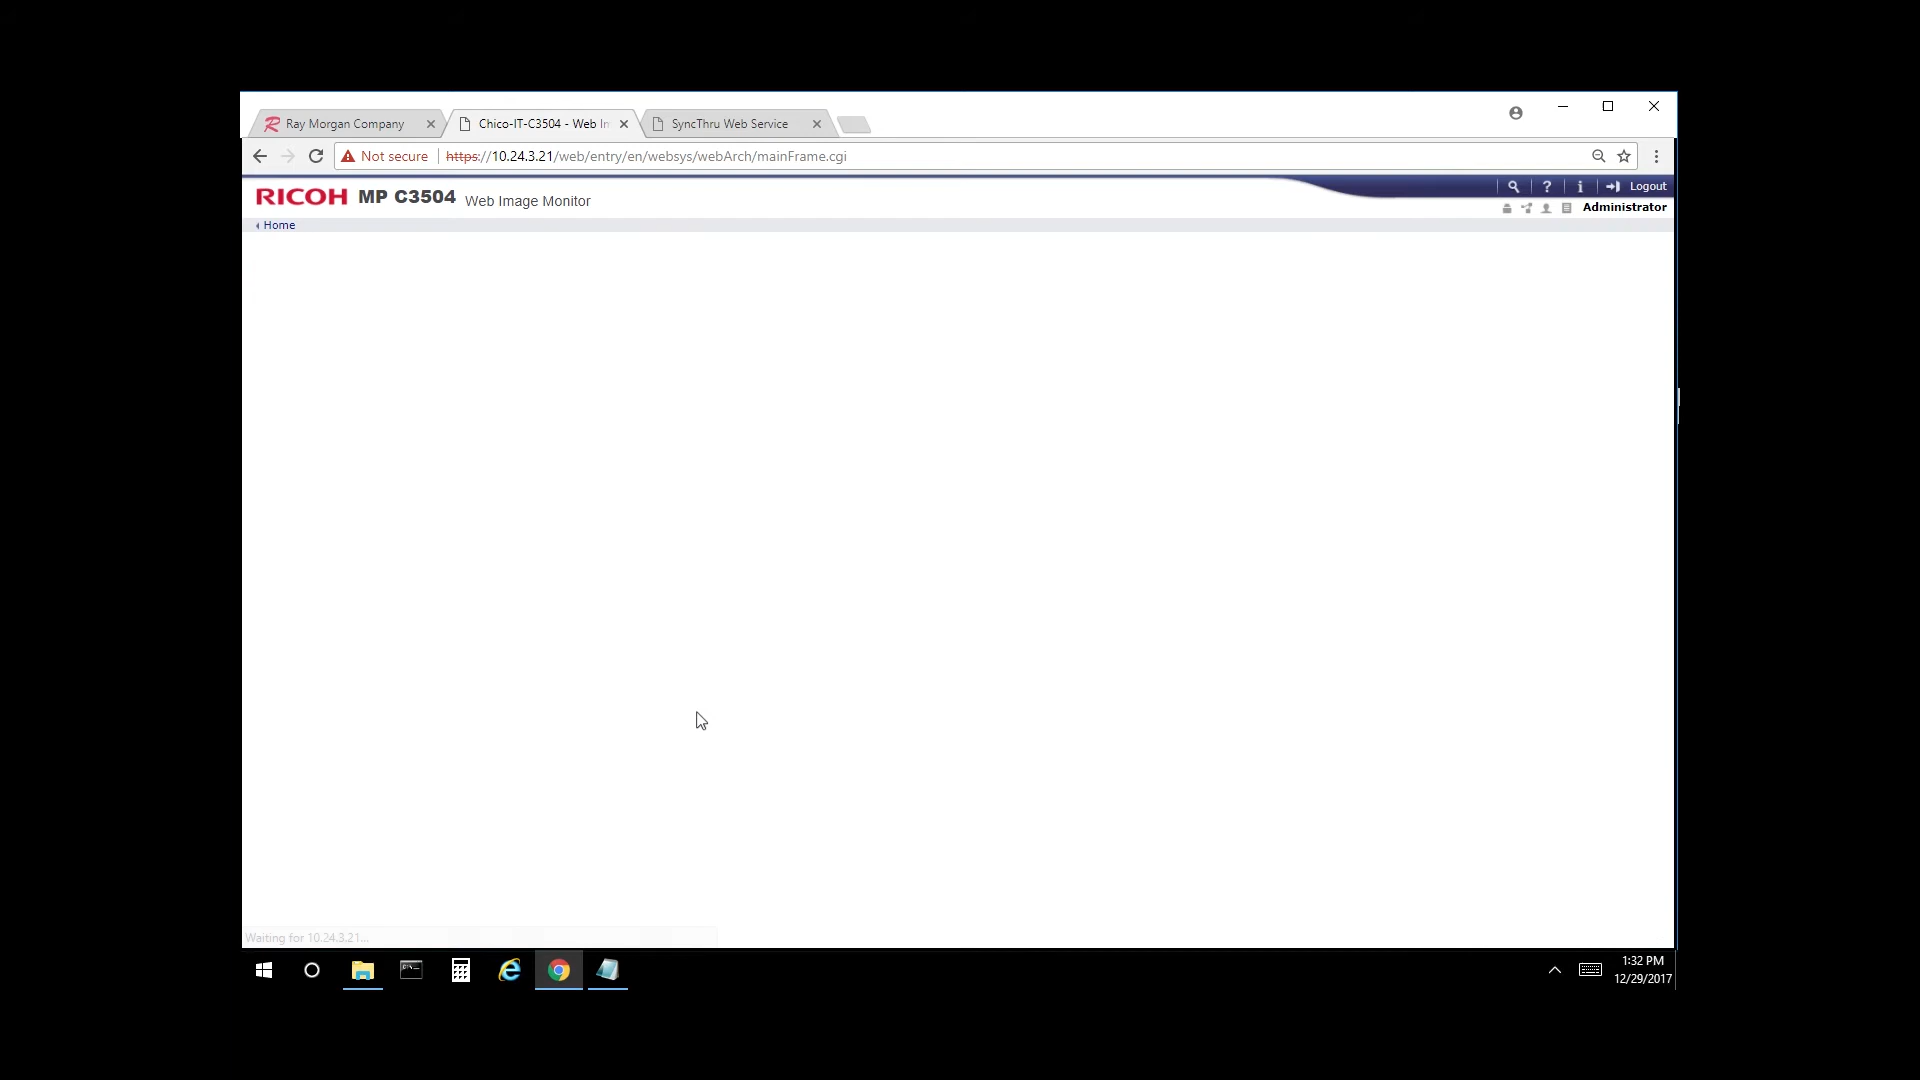 Ray Morgan Company
Chico-IT-C3504 - Web In
SyncThru Web Service
Not secure
https://10.24.3.21/web/entry/en/websys/webArch/mainFrame.cgi
RICOH MP C3504 Web Image Monitor
Logout
Administrator
Home
Waiting for 10.24.3.21...
1:32 PM
12/29/2017